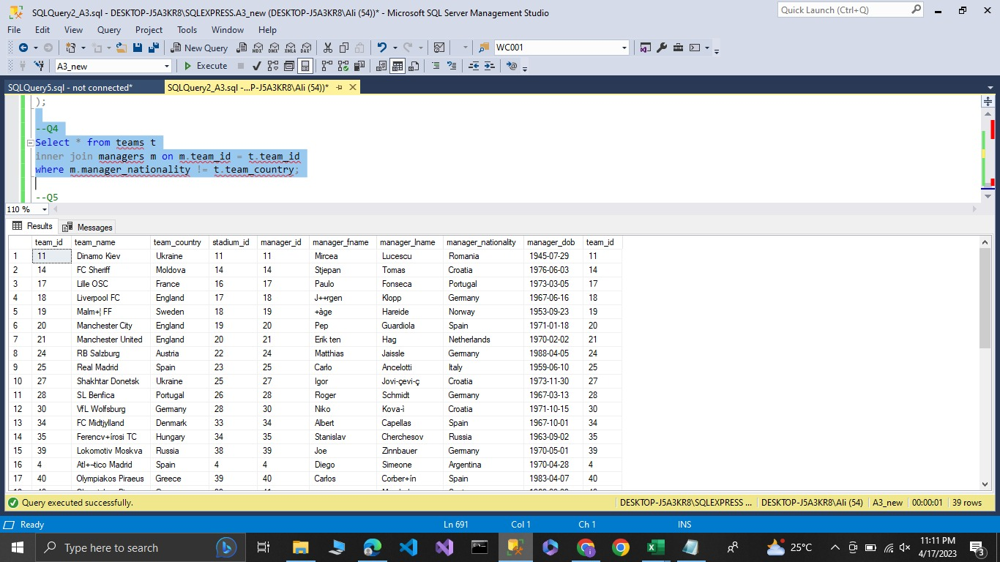 SQLQuery2_A3.sql - DESKTOP-J5A3KR8\SQLEXPRESS.A3_new (DESKTOP-J5A3KR8\Ali (54))* - Microsoft SQL Server Management Studio
Quick Launch (Ctrl+Q)
File Edit View Query Project Tools Window Help
New Query MDX DMX XMLA DAX WC001
A3_new Execute
SQLQuery5.sql - not connected* SQLQuery2_A3.sql -...P-J5A3KR8\Ali (54))*
);
--Q4
Select * from teams t
inner join managers m on m.team_id = t.team_id
where m.manager_nationality != t.team_country;
--Q5
110 %
Results Messages
team_id team_name team_country stadium_id manager_id manager_fname manager_lname manager_nationality manager_dob team_id
1 11 Dinamo Kiev Ukraine 11 11 Mircea Lucescu Romania 1945-07-29 11
2 14 FC Sheriff Moldova 14 14 Stjepan Tomas Croatia 1976-06-03 14
3 17 Lille OSC France 16 17 Paulo Fonseca Portugal 1973-03-05 17
4 18 Liverpool FC England 17 18 J++rgen Klopp Germany 1967-06-16 18
5 19 Malm+¦ FF Sweden 18 19 +àge Hareide Norway 1953-09-23 19
6 20 Manchester City England 19 20 Pep Guardiola Spain 1971-01-18 20
7 21 Manchester United England 20 21 Erik ten Hag Netherlands 1970-02-02 21
8 24 RB Salzburg Austria 22 24 Matthias Jaissle Germany 1988-04-05 24
9 25 Real Madrid Spain 23 25 Carlo Ancelotti Italy 1959-06-10 25
10 27 Shakhtar Donetsk Ukraine 25 27 Igor Jovi-çevi-ç Croatia 1973-11-30 27
11 28 SL Benfica Portugal 26 28 Roger Schmidt Germany 1967-03-13 28
12 30 VfL Wolfsburg Germany 28 30 Niko Kova-ì Croatia 1971-10-15 30
13 34 FC Midtjylland Denmark 33 34 Albert Capellas Spain 1967-10-01 34
14 35 Ferencv+írosi TC Hungary 34 35 Stanislav Cherchesov Russia 1963-09-02 35
15 39 Lokomotiv Moskva Russia 38 39 Joe Zinnbauer Germany 1970-05-01 39
16 4 Atl+¬tico Madrid Spain 4 4 Diego Simeone Argentina 1970-04-28 4
17 40 Olympiakos Piraeus Greece 39 40 Carlos Corber+ín Spain 1983-04-07 40
Query executed successfully. DESKTOP-J5A3KR8\SQLEXPRESS ... DESKTOP-J5A3KR8\Ali (54) A3_new 00:00:01 39 rows
Ready Ln 691 Col 1 Ch 1 INS
Type here to search 25°C 11:11 PM
4/17/2023 3